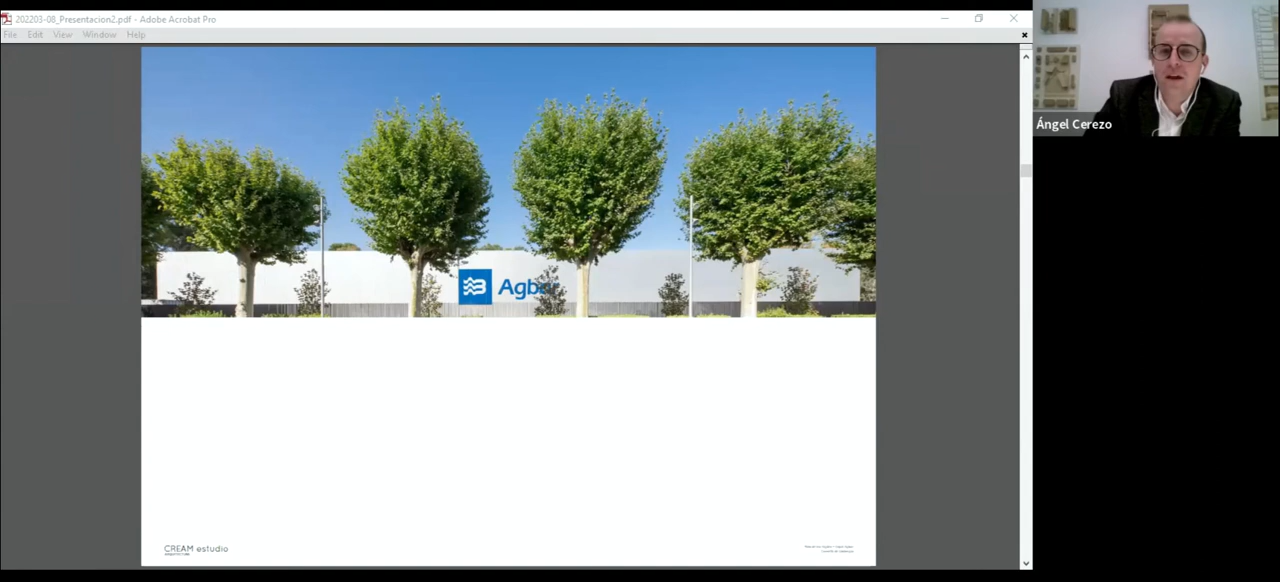 202203-08_Presentacion2.pdf - Adobe Acrobat Pro
File Edit View Window Help
Ángel Cerezo
Agb
CREAM estudio